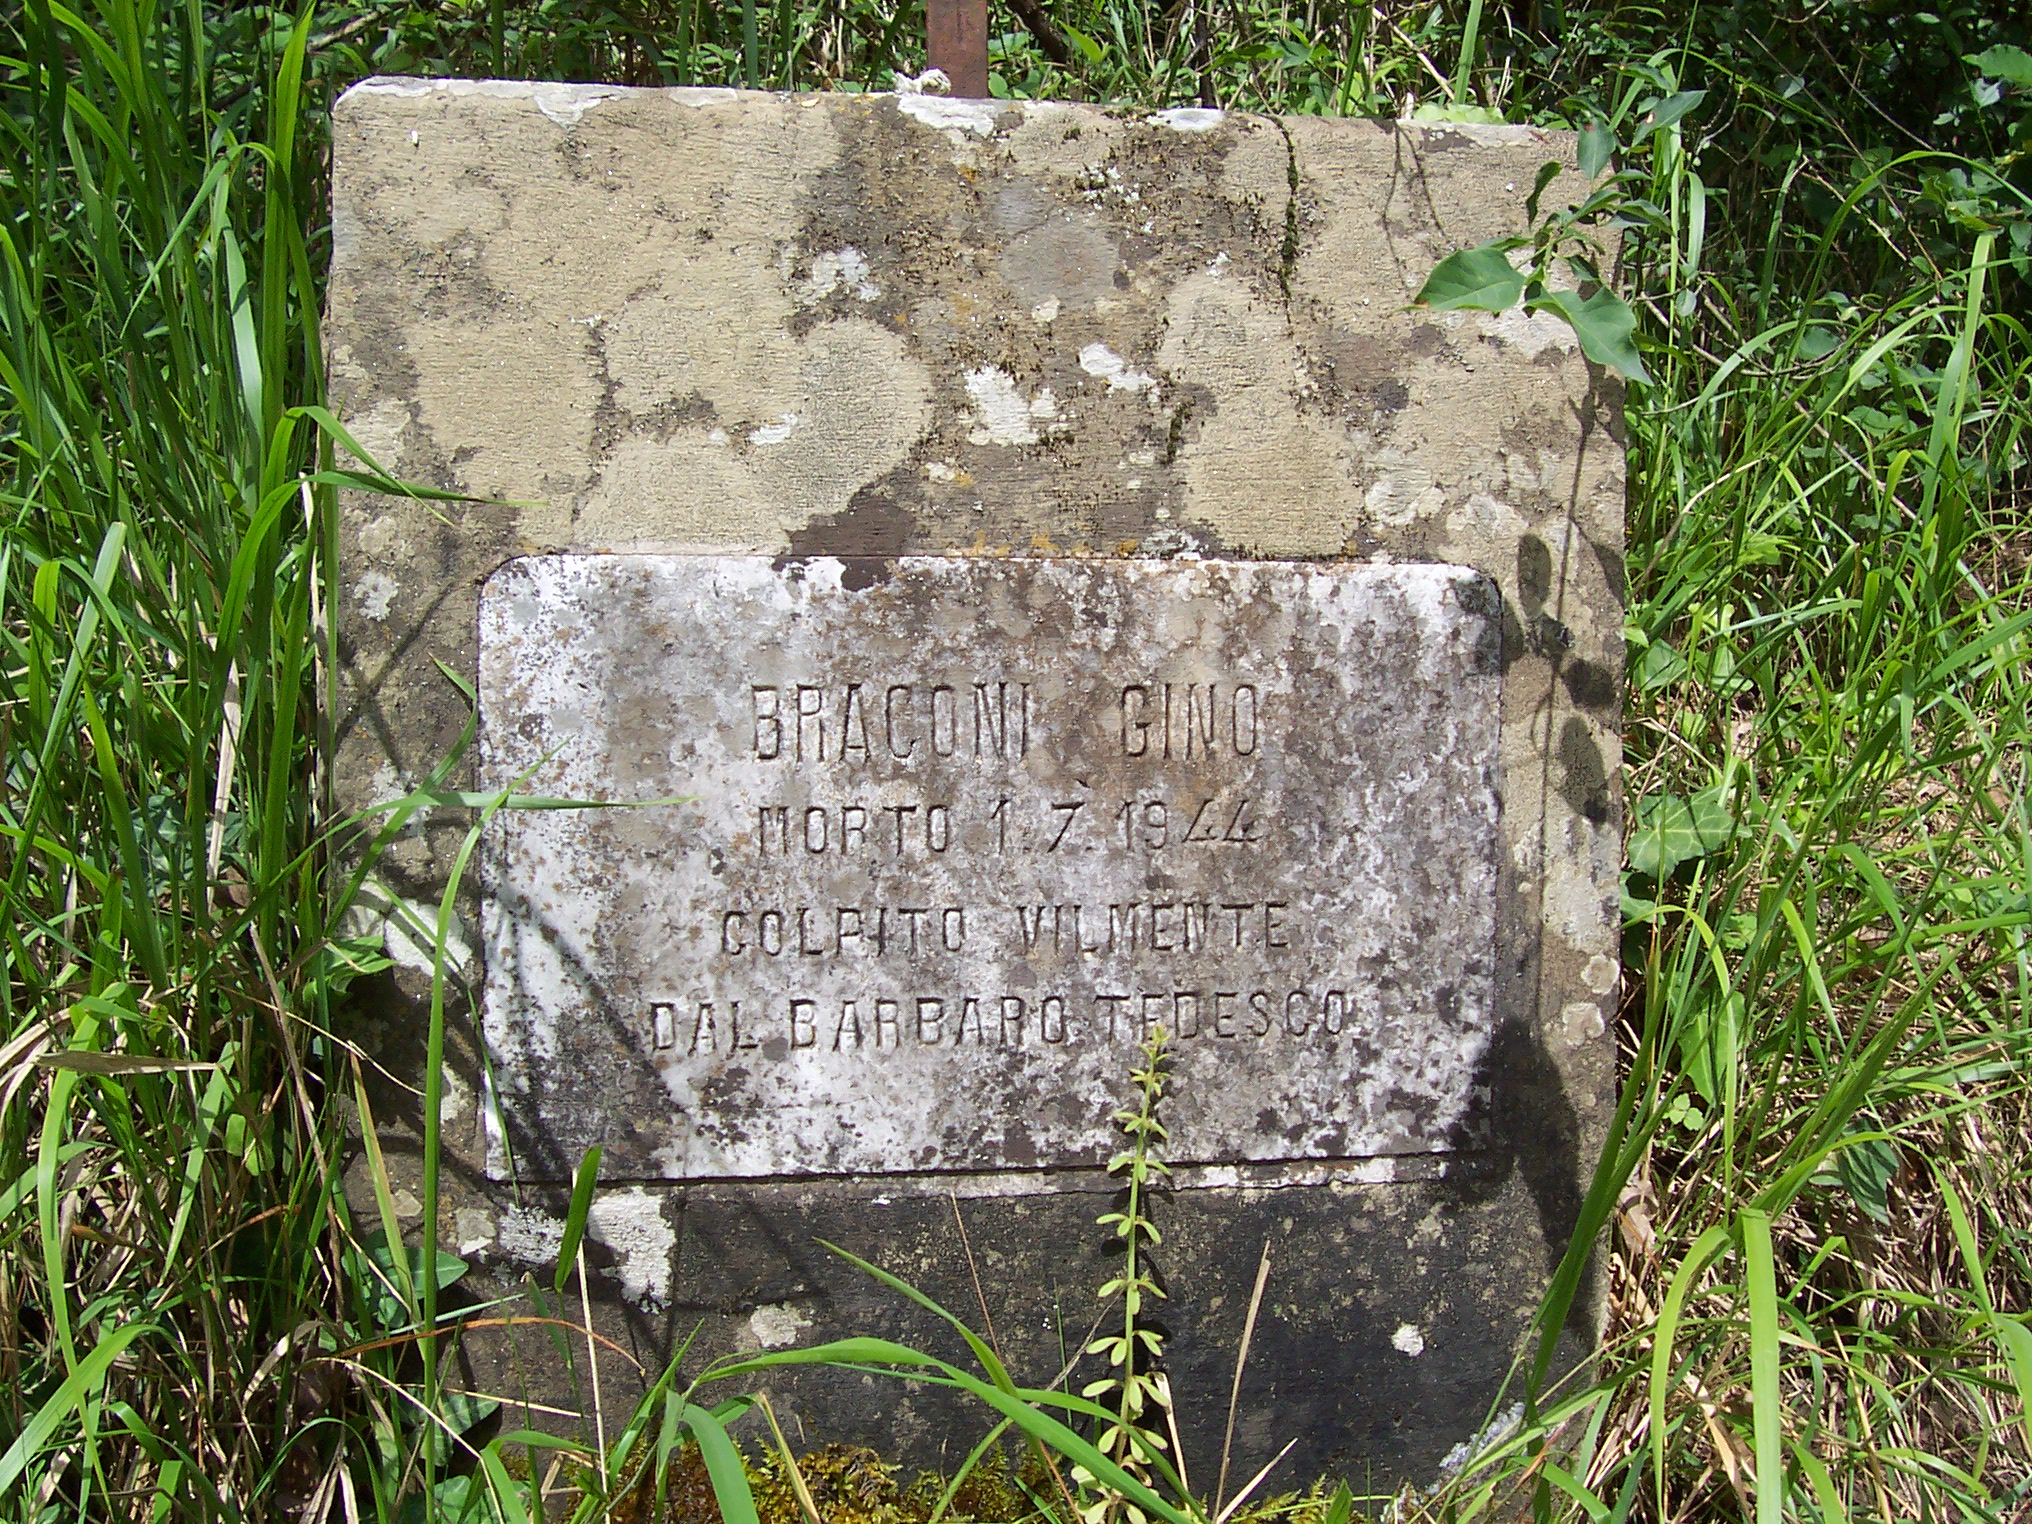 BRACONI GINO
MORTO 1.7.1944
COLPITO VILMENTE
DAL BARBARO TEDESCO